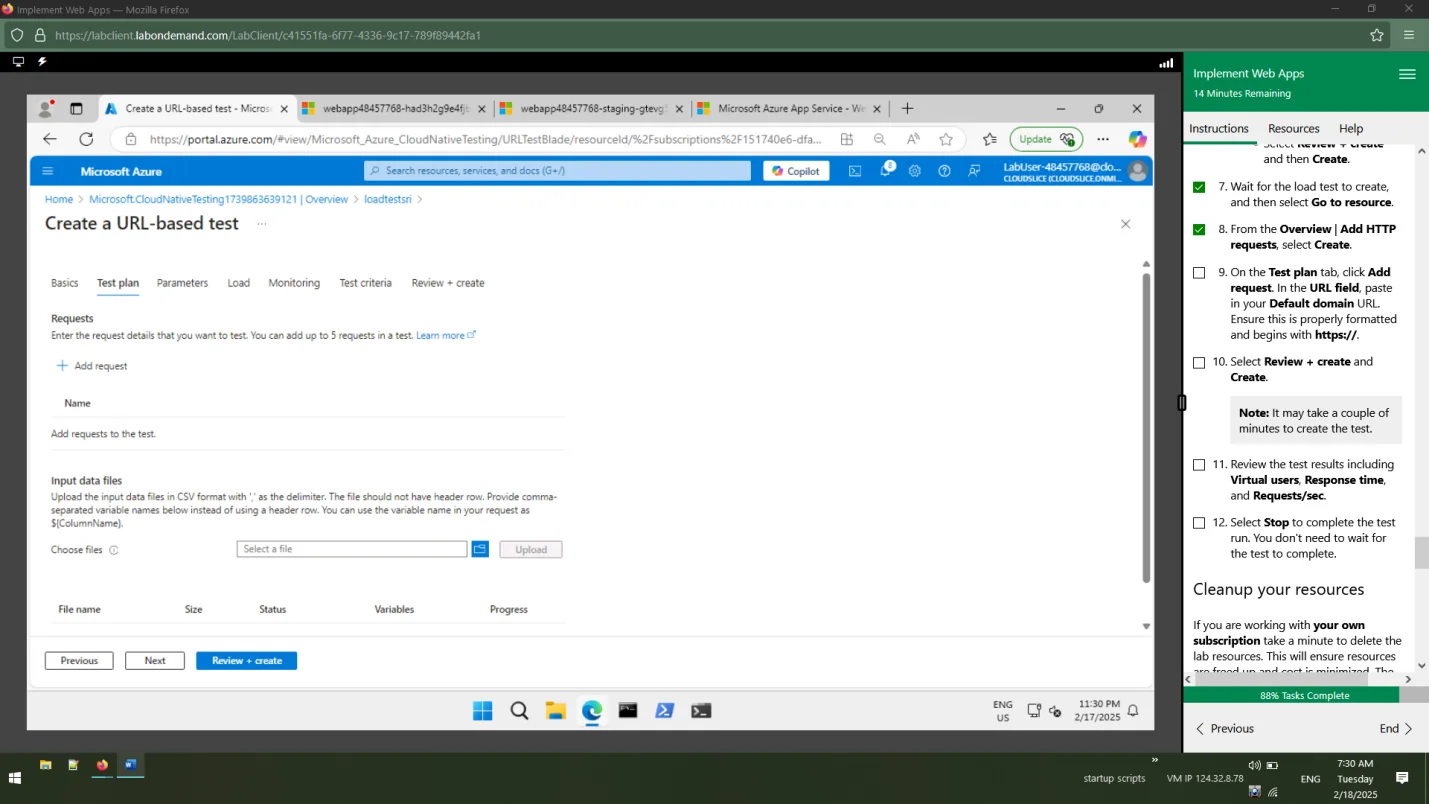 Implement Web Apps — Mozilla Firefox
https://labclient.labondemand.com/LabClient/c41551fa-6f77-4336-9c17-789f89442fa1
Create a URL-based test - Micros
webapp48457768-had3h2g9e4fjb
webapp48457768-staging-gtevg
Microsoft Azure App Service - We
https://portal.azure.com/#view/Microsoft_Azure_CloudNativeTesting/URLTestBlade/resourceId/%2Fsubscriptions%2F151740e6-dfa...
Update
Microsoft Azure
Search resources, services, and docs (G+/)
Copilot
LabUser-48457768@clo...
CLOUDSLICE (CLOUDSLICE.ONMI...
Home > Microsoft.CloudNativeTesting1739863639121 | Overview > loadtestsri >
Create a URL-based test ...
Basics Test plan Parameters Load Monitoring Test criteria Review + create
Requests
Enter the request details that you want to test. You can add up to 5 requests in a test. Learn more
+ Add request
Name
Add requests to the test.
Input data files
Upload the input data files in CSV format with ',' as the delimiter. The file should not have header row. Provide comma-
separated variable names below instead of using a header row. You can use the variable name in your request as
${ColumnName}.
Choose files
Select a file
Upload
File name Size Status Variables Progress
Previous
Next
Review + create
ENG
US
11:30 PM
2/17/2025
Implement Web Apps
14 Minutes Remaining
Instructions Resources Help
Select Review + create
and then Create.
7. Wait for the load test to create,
and then select Go to resource.
8. From the Overview | Add HTTP
requests, select Create.
9. On the Test plan tab, click Add
request. In the URL field, paste
in your Default domain URL.
Ensure this is properly formatted
and begins with https://.
10. Select Review + create and
Create.
Note: It may take a couple of
minutes to create the test.
11. Review the test results including
Virtual users, Response time,
and Requests/sec.
12. Select Stop to complete the test
run. You don't need to wait for
the test to complete.
Cleanup your resources
If you are working with your own
subscription take a minute to delete the
lab resources. This will ensure resources
are freed up and cost is minimized. The
88% Tasks Complete
< Previous
End >
startup scripts
»
VM IP 124.32.8.78
ENG
7:30 AM
Tuesday
2/18/2025